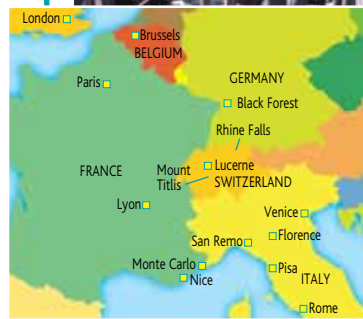 London
Brussels
BELGIUM
Paris
GERMANY
Black Forest
Rhine Falls
FRANCE
Mount
Titlis
Lucerne
SWITZERLAND
Lyon
Venice
San Remo
Florence
Monte Carlo
Nice
Pisa
ITALY
Rome